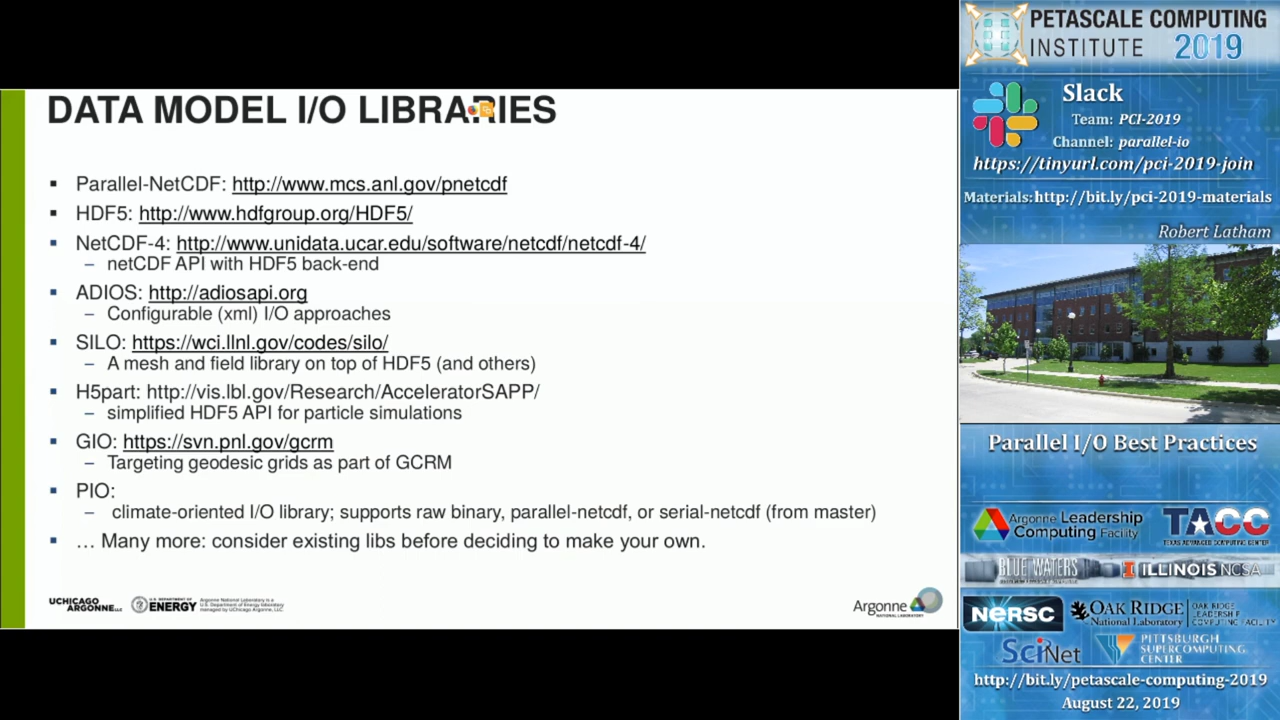 DATA MODEL I/O LIBRARIES
▪ Parallel-NetCDF: http://www.mcs.anl.gov/pnetcdf
▪ HDF5: http://www.hdfgroup.org/HDF5/
▪ NetCDF-4: http://www.unidata.ucar.edu/software/netcdf/netcdf-4/
– netCDF API with HDF5 back-end
▪ ADIOS: http://adiosapi.org
– Configurable (xml) I/O approaches
▪ SILO: https://wci.llnl.gov/codes/silo/
– A mesh and field library on top of HDF5 (and others)
▪ H5part: http://vis.lbl.gov/Research/AcceleratorSAPP/
– simplified HDF5 API for particle simulations
▪ GIO: https://svn.pnl.gov/gcrm
– Targeting geodesic grids as part of GCRM
▪ PIO:
– climate-oriented I/O library; supports raw binary, parallel-netcdf, or serial-netcdf (from master)
▪ … Many more: consider existing libs before deciding to make your own.
UCHICAGO
ARGONNE LLC
U.S. DEPARTMENT OF
ENERGY
Argonne National Laboratory is a
U.S. Department of Energy laboratory
managed by UChicago Argonne, LLC.
Argonne
NATIONAL LABORATORY
PETASCALE COMPUTING
INSTITUTE 2019
Slack
Team: PCI-2019
Channel: parallel-io
https://tinyurl.com/pci-2019-join
Materials:http://bit.ly/pci-2019-materials
Robert Latham
Parallel I/O Best Practices
Argonne Leadership
Computing Facility
TACC
TEXAS ADVANCED COMPUTING CENTER
BLUE WATERS
I ILLINOIS NCSA
NERSC
OAK RIDGE
National Laboratory
OAK RIDGE
LEADERSHIP
COMPUTING FACILITY
SciNet
PITTSBURGH
SUPERCOMPUTING
CENTER
http://bit.ly/petascale-computing-2019
August 22, 2019